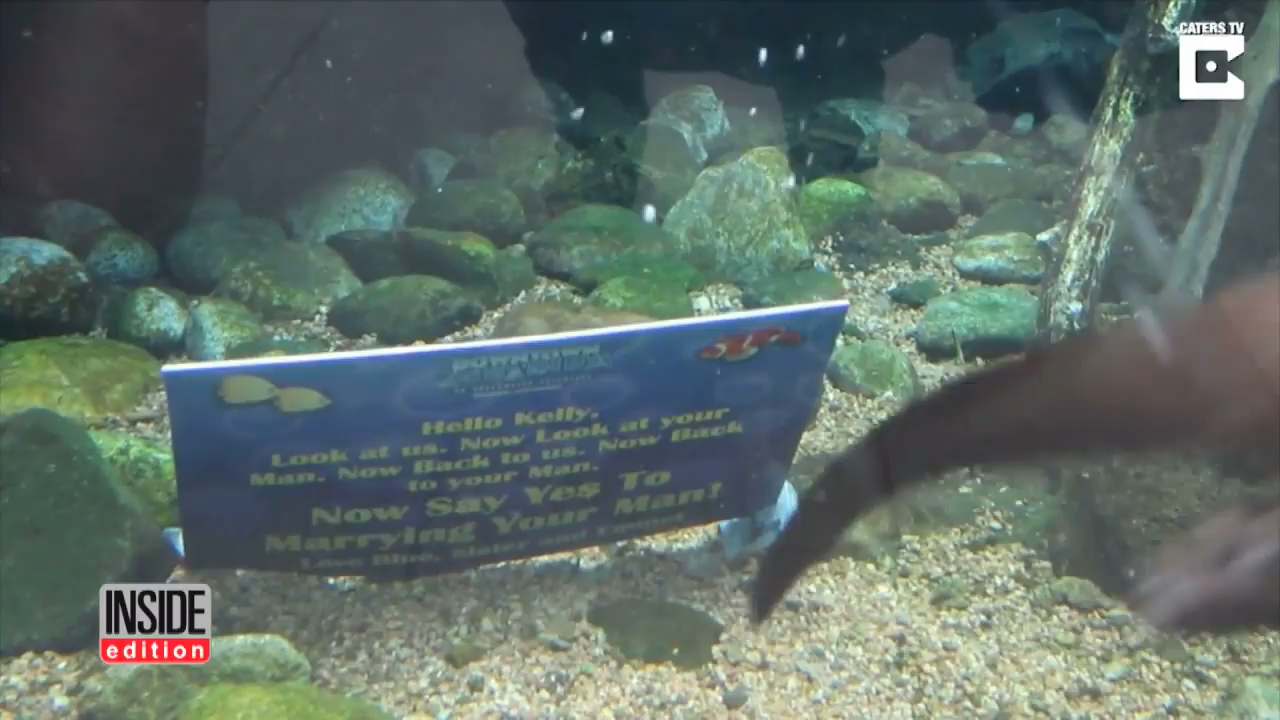 CATERS TV
Hello Kelly.
Look at us. Now Look at your
Man. Now Back to us. Now Back
to your Man.
Now Say Yes To
Marrying Your Man!
INSIDE
edition